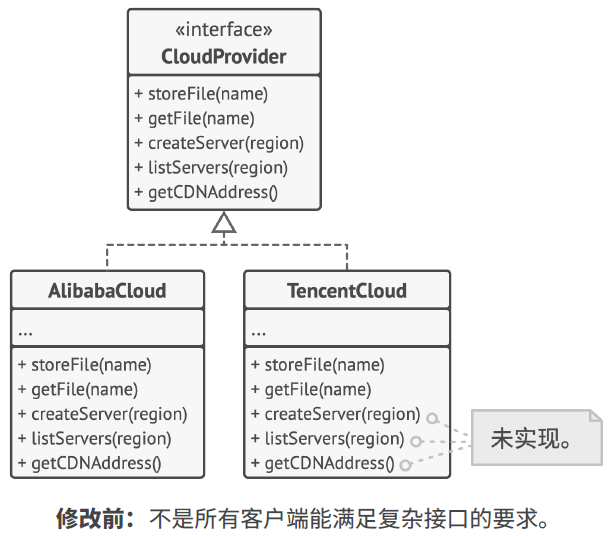 «interface»
CloudProvider
+ storeFile(name)
+ getFile(name)
+ createServer(region)
+ listServers(region)
+ getCDNAddress()
AlibabaCloud
...
+ storeFile(name)
+ getFile(name)
+ createServer(region)
+ listServers(region)
+ getCDNAddress()
TencentCloud
...
+ storeFile(name)
+ getFile(name)
+ createServer(region)
+ listServers(region)
+ getCDNAddress()
未实现。
修改前：不是所有客户端能满足复杂接口的要求。